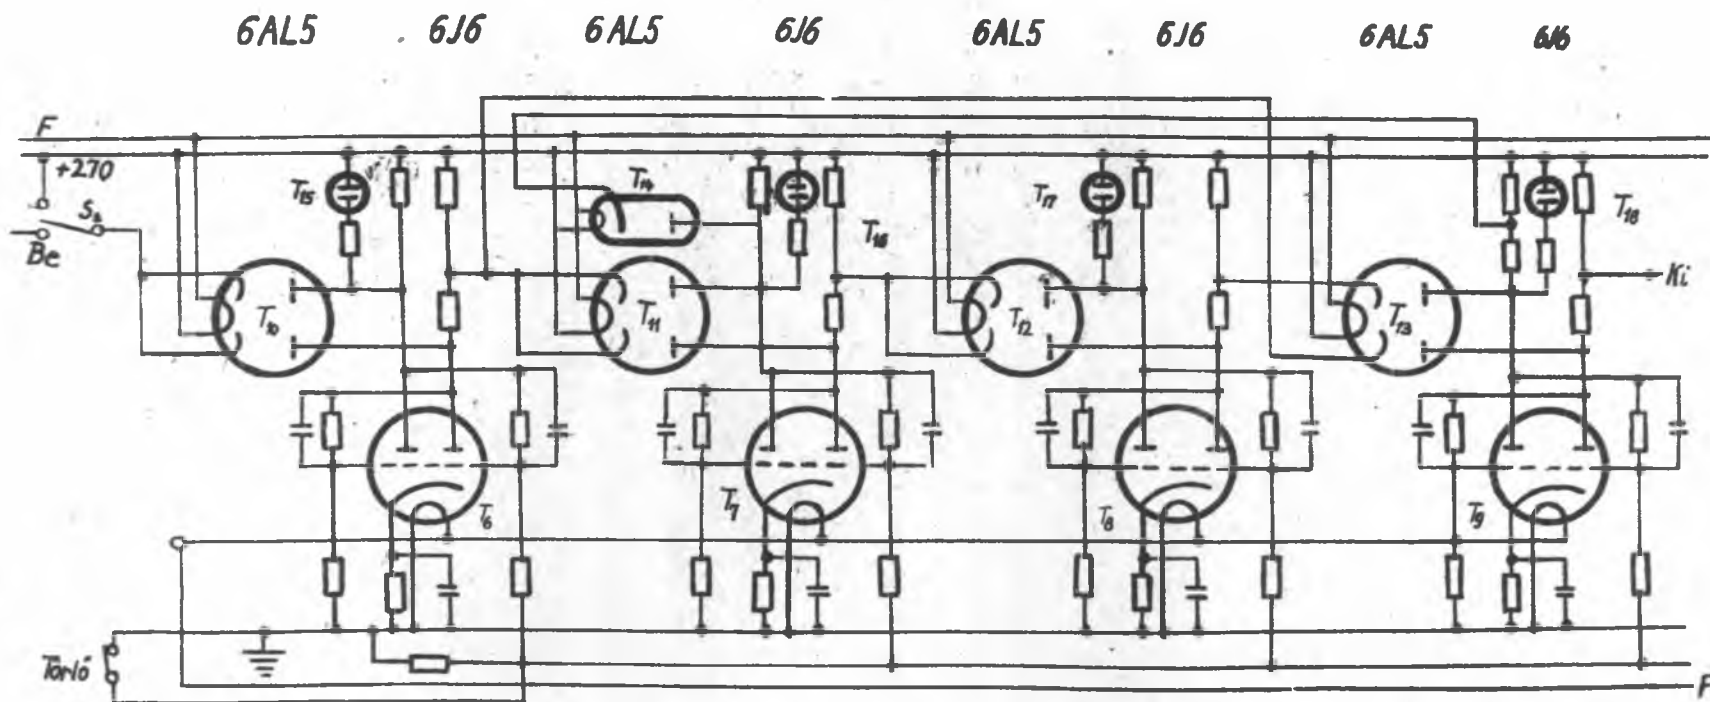 6AL5 6J6 6AL5 6J6 6AL5 6J6 6AL5 6J6
F
+270
S₂
Be
T₁₅
T₁₄
T₁₆
T₁₇
T₁₈
T₁₀
T₁₁
T₁₂
T₁₃
Ki
T₆
T₇
T₈
T₉
Törlő
F